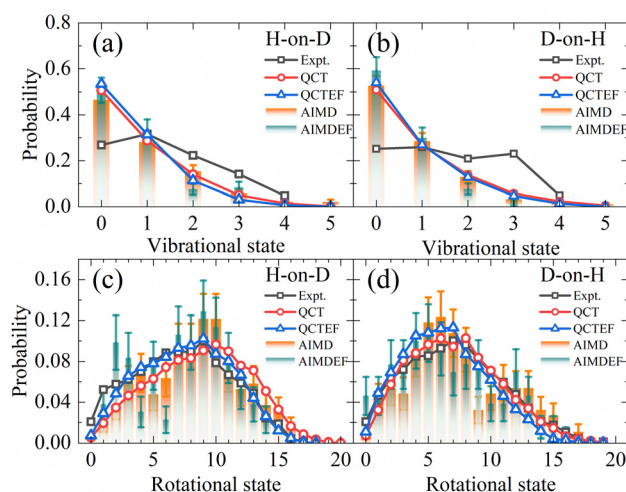 (a) H-on-D
Expt.
QCT
QCTEF
AIMD
AIMDEF
(b) D-on-H
Expt.
QCT
QCTEF
AIMD
AIMDEF
Probability
0.8
0.6
0.4
0.2
0.0
0 1 2 3 4 5
0 1 2 3 4 5
Vibrational state
Vibrational state
(c) H-on-D
Expt.
QCT
QCTEF
AIMD
AIMDEF
(d) D-on-H
Expt.
QCT
QCTEF
AIMD
AIMDEF
Probability
0.16
0.12
0.08
0.04
0.00
0 5 10 15 20
0 5 10 15 20
Rotational state
Rotational state